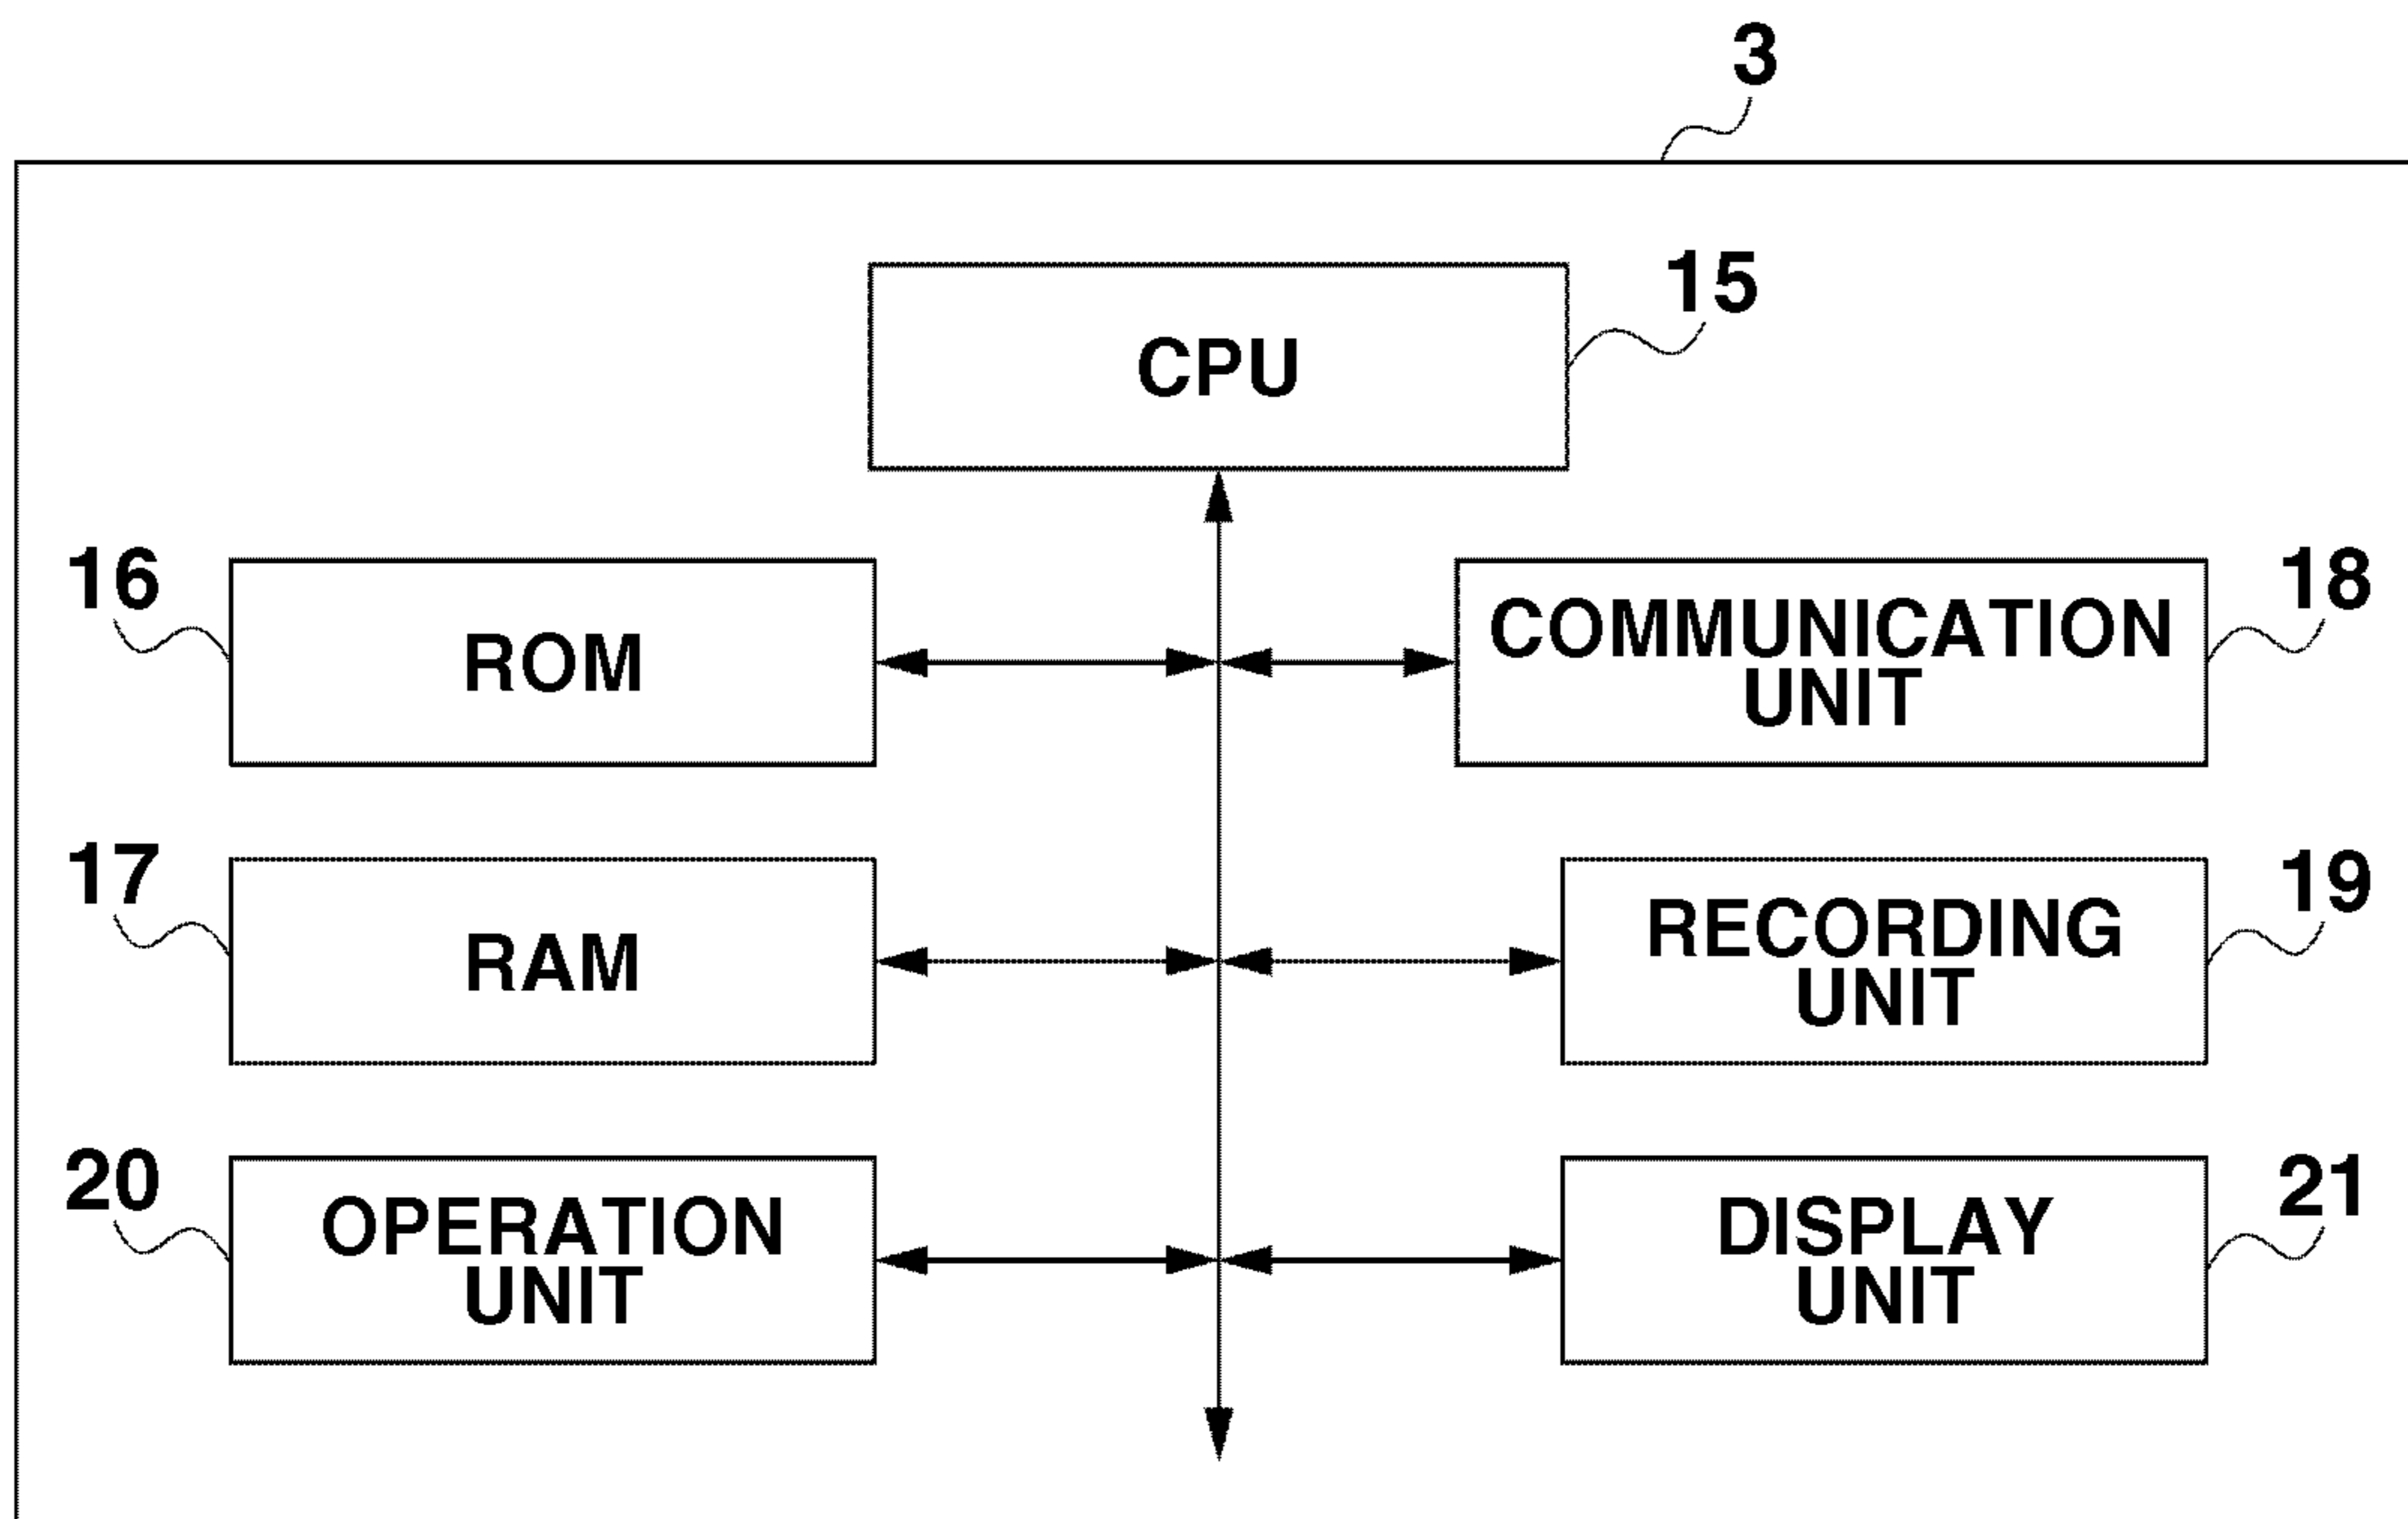 3
CPU
15
16
ROM
COMMUNICATION
UNIT
18
17
RAM
RECORDING
UNIT
19
20
OPERATION
UNIT
DISPLAY
UNIT
21